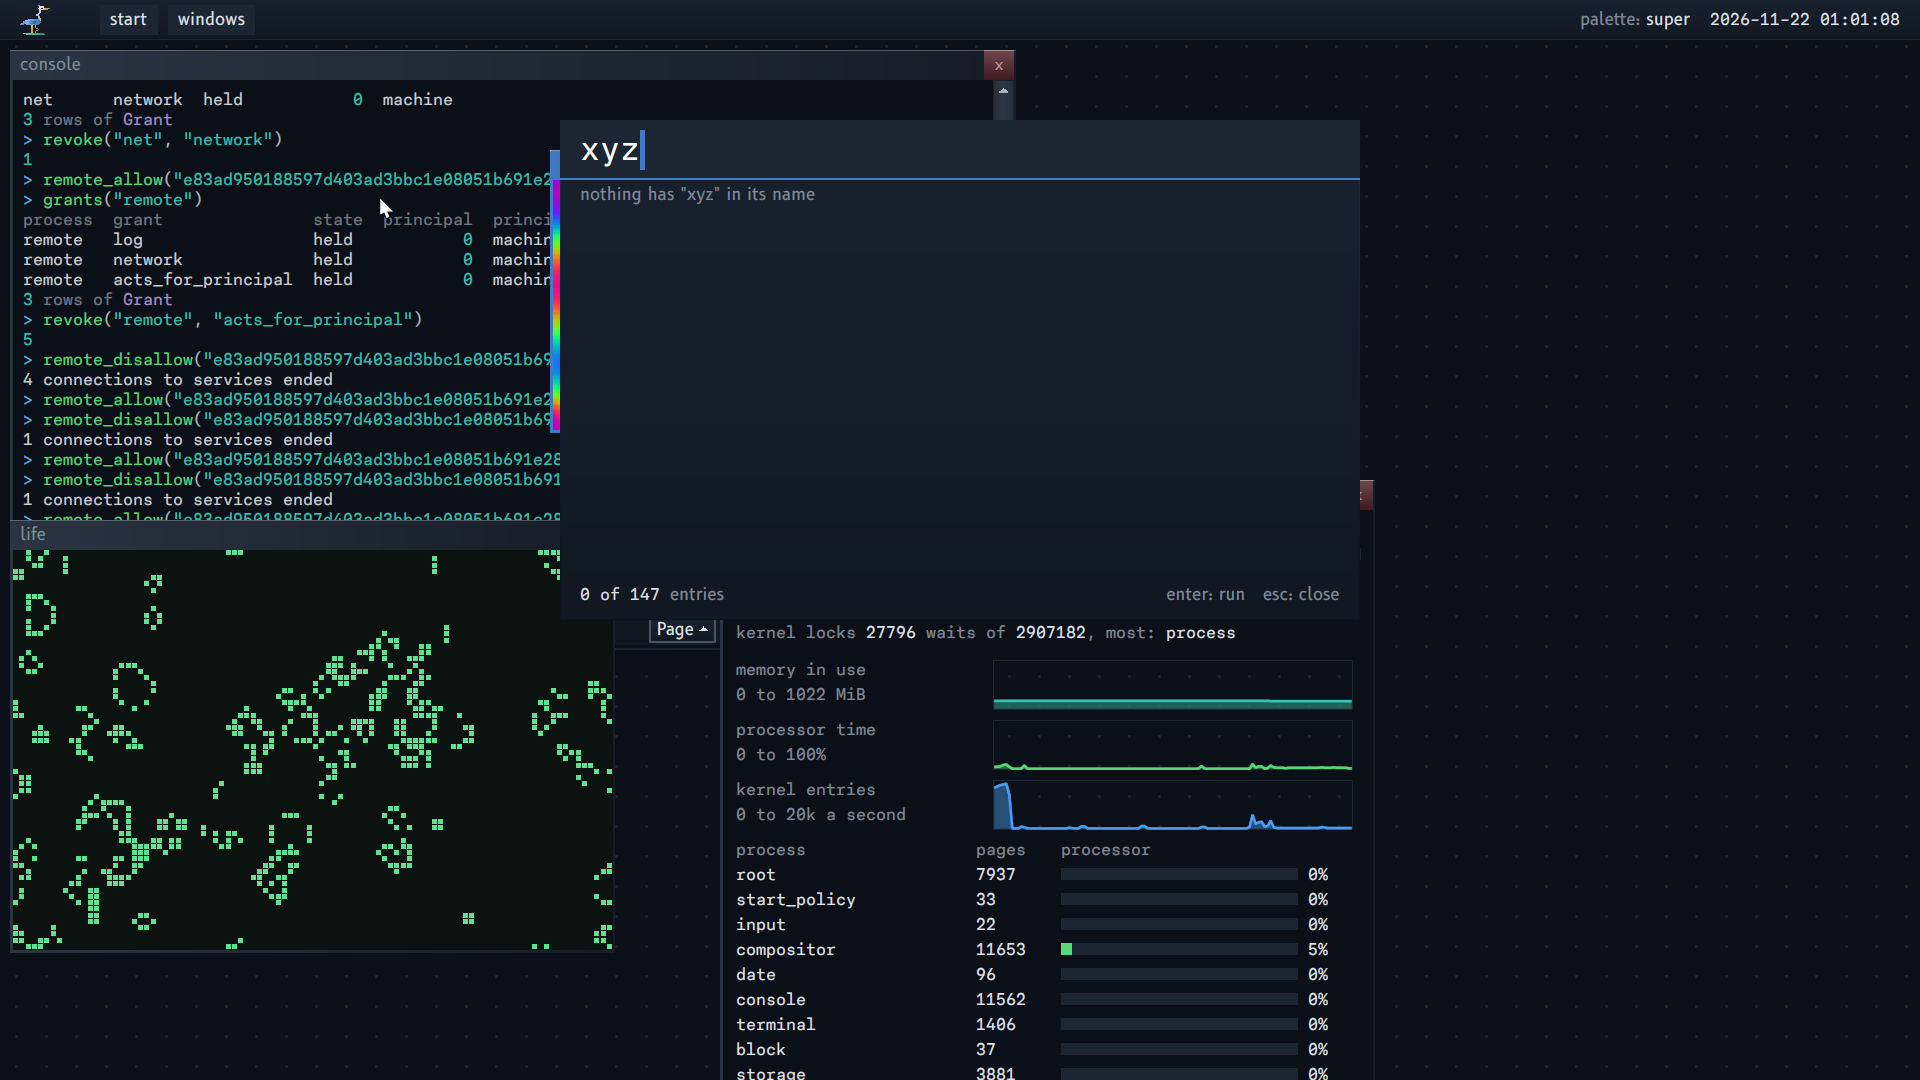 start windows palette: super 2026-11-22 01:01:08
console x
net network held 0 machine
3 rows of Grant
> revoke("net", "network")
1
> remote_allow("e83ad950188597d403ad3bbc1e08051b691e2
> grants("remote")
process grant state principal princi
remote log held 0 machin
remote network held 0 machin
remote acts_for_principal held 0 machin
3 rows of Grant
> revoke("remote", "acts_for_principal")
5
> remote_disallow("e83ad950188597d403ad3bbc1e08051b69
4 connections to services ended
> remote_allow("e83ad950188597d403ad3bbc1e08051b691e2
> remote_disallow("e83ad950188597d403ad3bbc1e08051b69
1 connections to services ended
> remote_allow("e83ad950188597d403ad3bbc1e08051b691e28
> remote_disallow("e83ad950188597d403ad3bbc1e08051b691
1 connections to services ended
> remote_allow("e83ad950188597d403ad3bbc1e08051b691e28
xyz
nothing has "xyz" in its name
0 of 147 entries enter: run esc: close
life
Page
kernel locks 27796 waits of 2907182, most: process
memory in use
0 to 1022 MiB
processor time
0 to 100%
kernel entries
0 to 20k a second
process pages processor
root 7937 0%
start_policy 33 0%
input 22 0%
compositor 11653 5%
date 96 0%
console 11562 0%
terminal 1406 0%
block 37 0%
storage 3881 0%